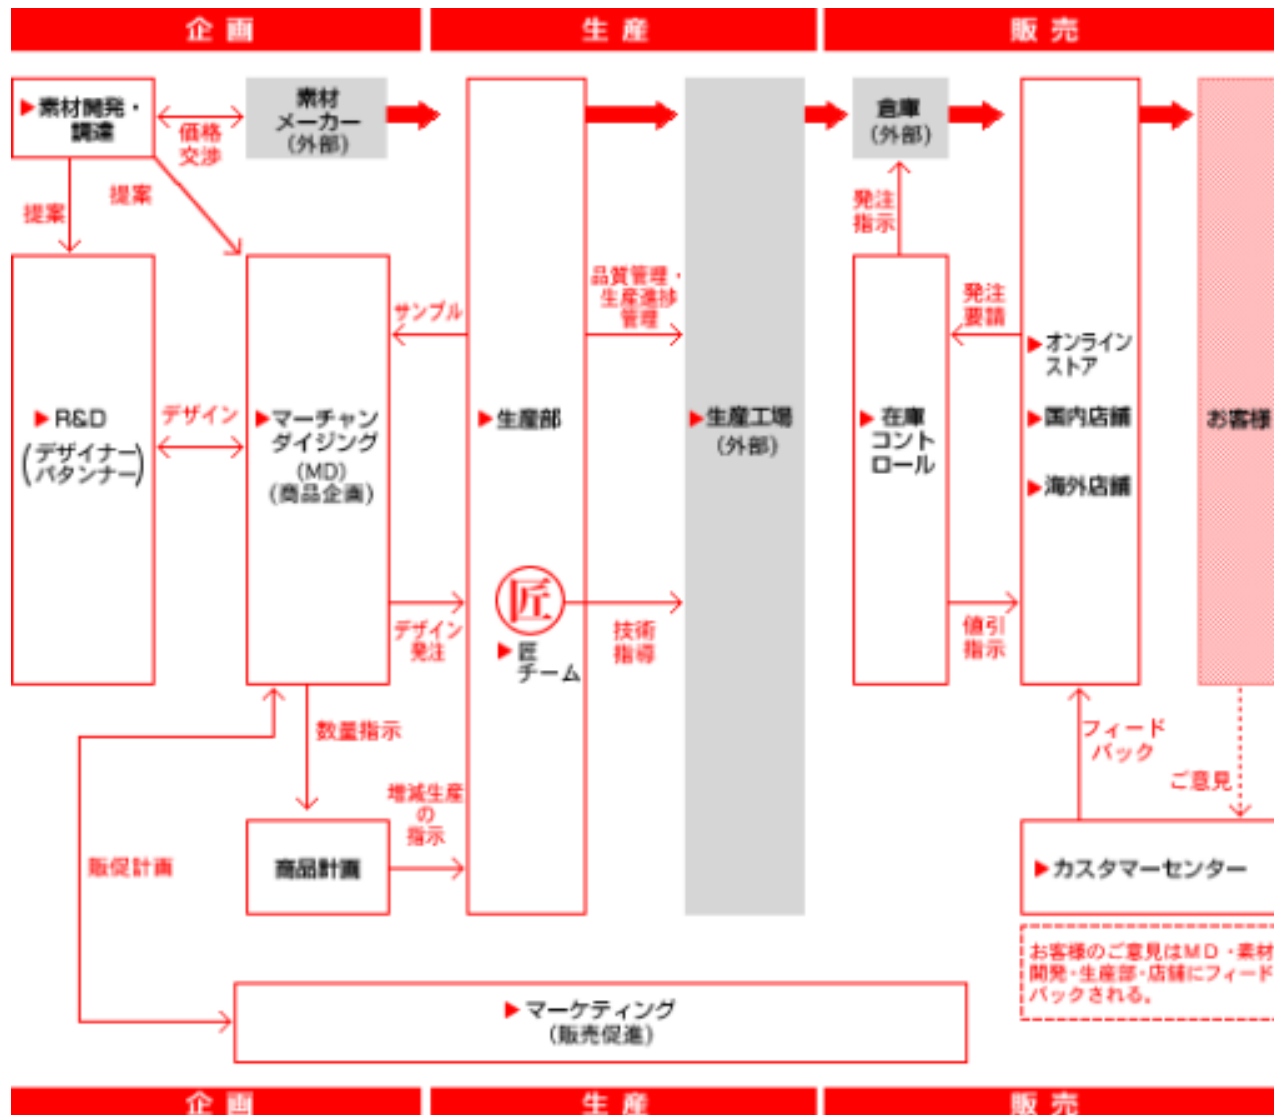 企画
生産
販売
▶素材開発・
調達
価格
交渉
素材
メーカー
(外部)
倉庫
(外部)
提案
提案
発注
指示
品質管理・
生産進捗
管理
サンプル
発注
要請
▶オンライン
ストア
▶国内店舗
▶海外店舗
▶R&D
(デザイナー
パタンナー)
デザイン
▶マーチャン
ダイジング
(MD)
(商品企画)
▶生産部
▶生産工場
(外部)
▶在庫
コント
ロール
お客様
匠
▶匠
チーム
デザイン
発注
技術
指導
値引
指示
数量指示
フィード
バック
ご意見
増減生産
の
指示
販促計画
商品計画
▶カスタマーセンター
お客様のご意見はMD・素材
開発・生産部・店舗にフィード
バックされる。
▶マーケティング
(販売促進)
企画
生産
販売